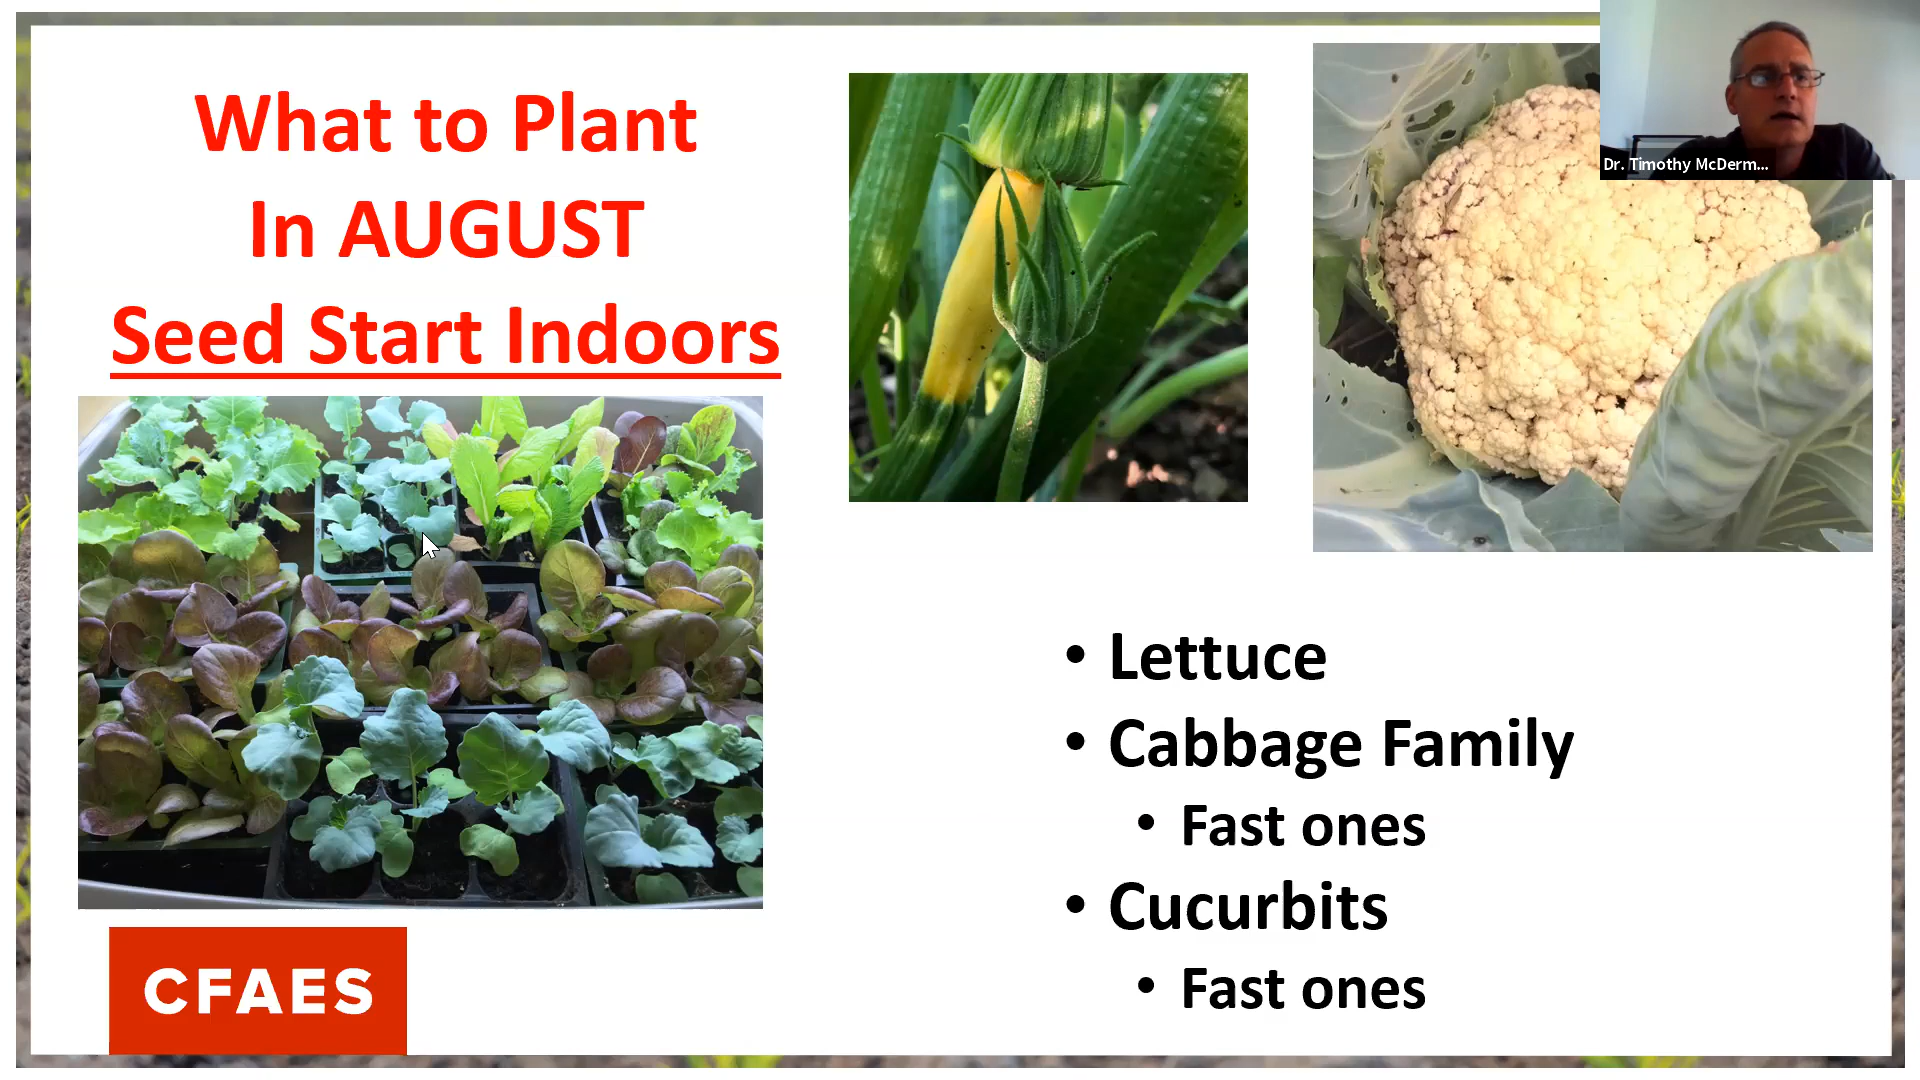 What to Plant
In AUGUST
Seed Start Indoors
Dr. Timothy McDerm...
• Lettuce
• Cabbage Family
• Fast ones
• Cucurbits
• Fast ones
CFAES